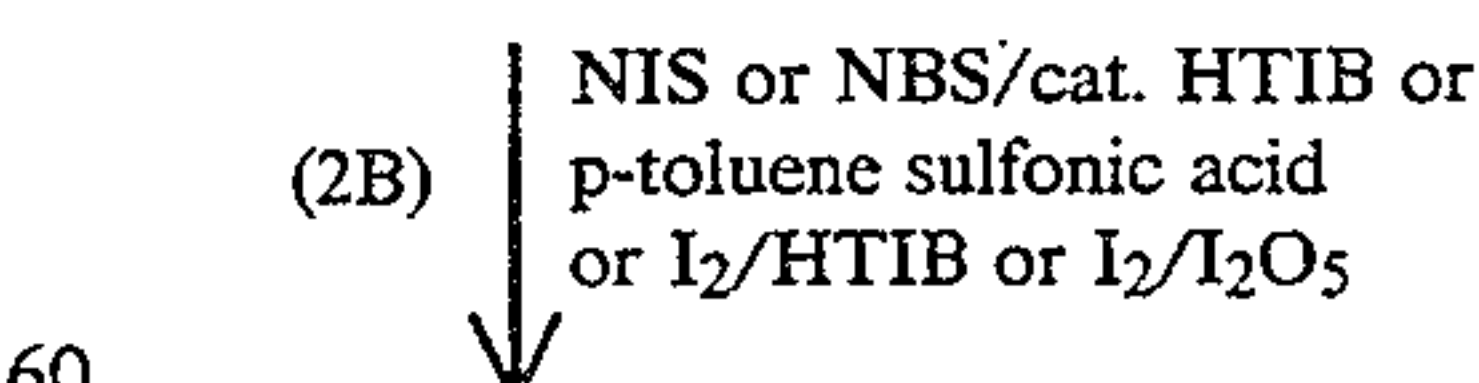 NIS or NBS/cat. HTIB or
(2B) p-toluene sulfonic acid
or I₂/HTIB or I₂/I₂O₅
60